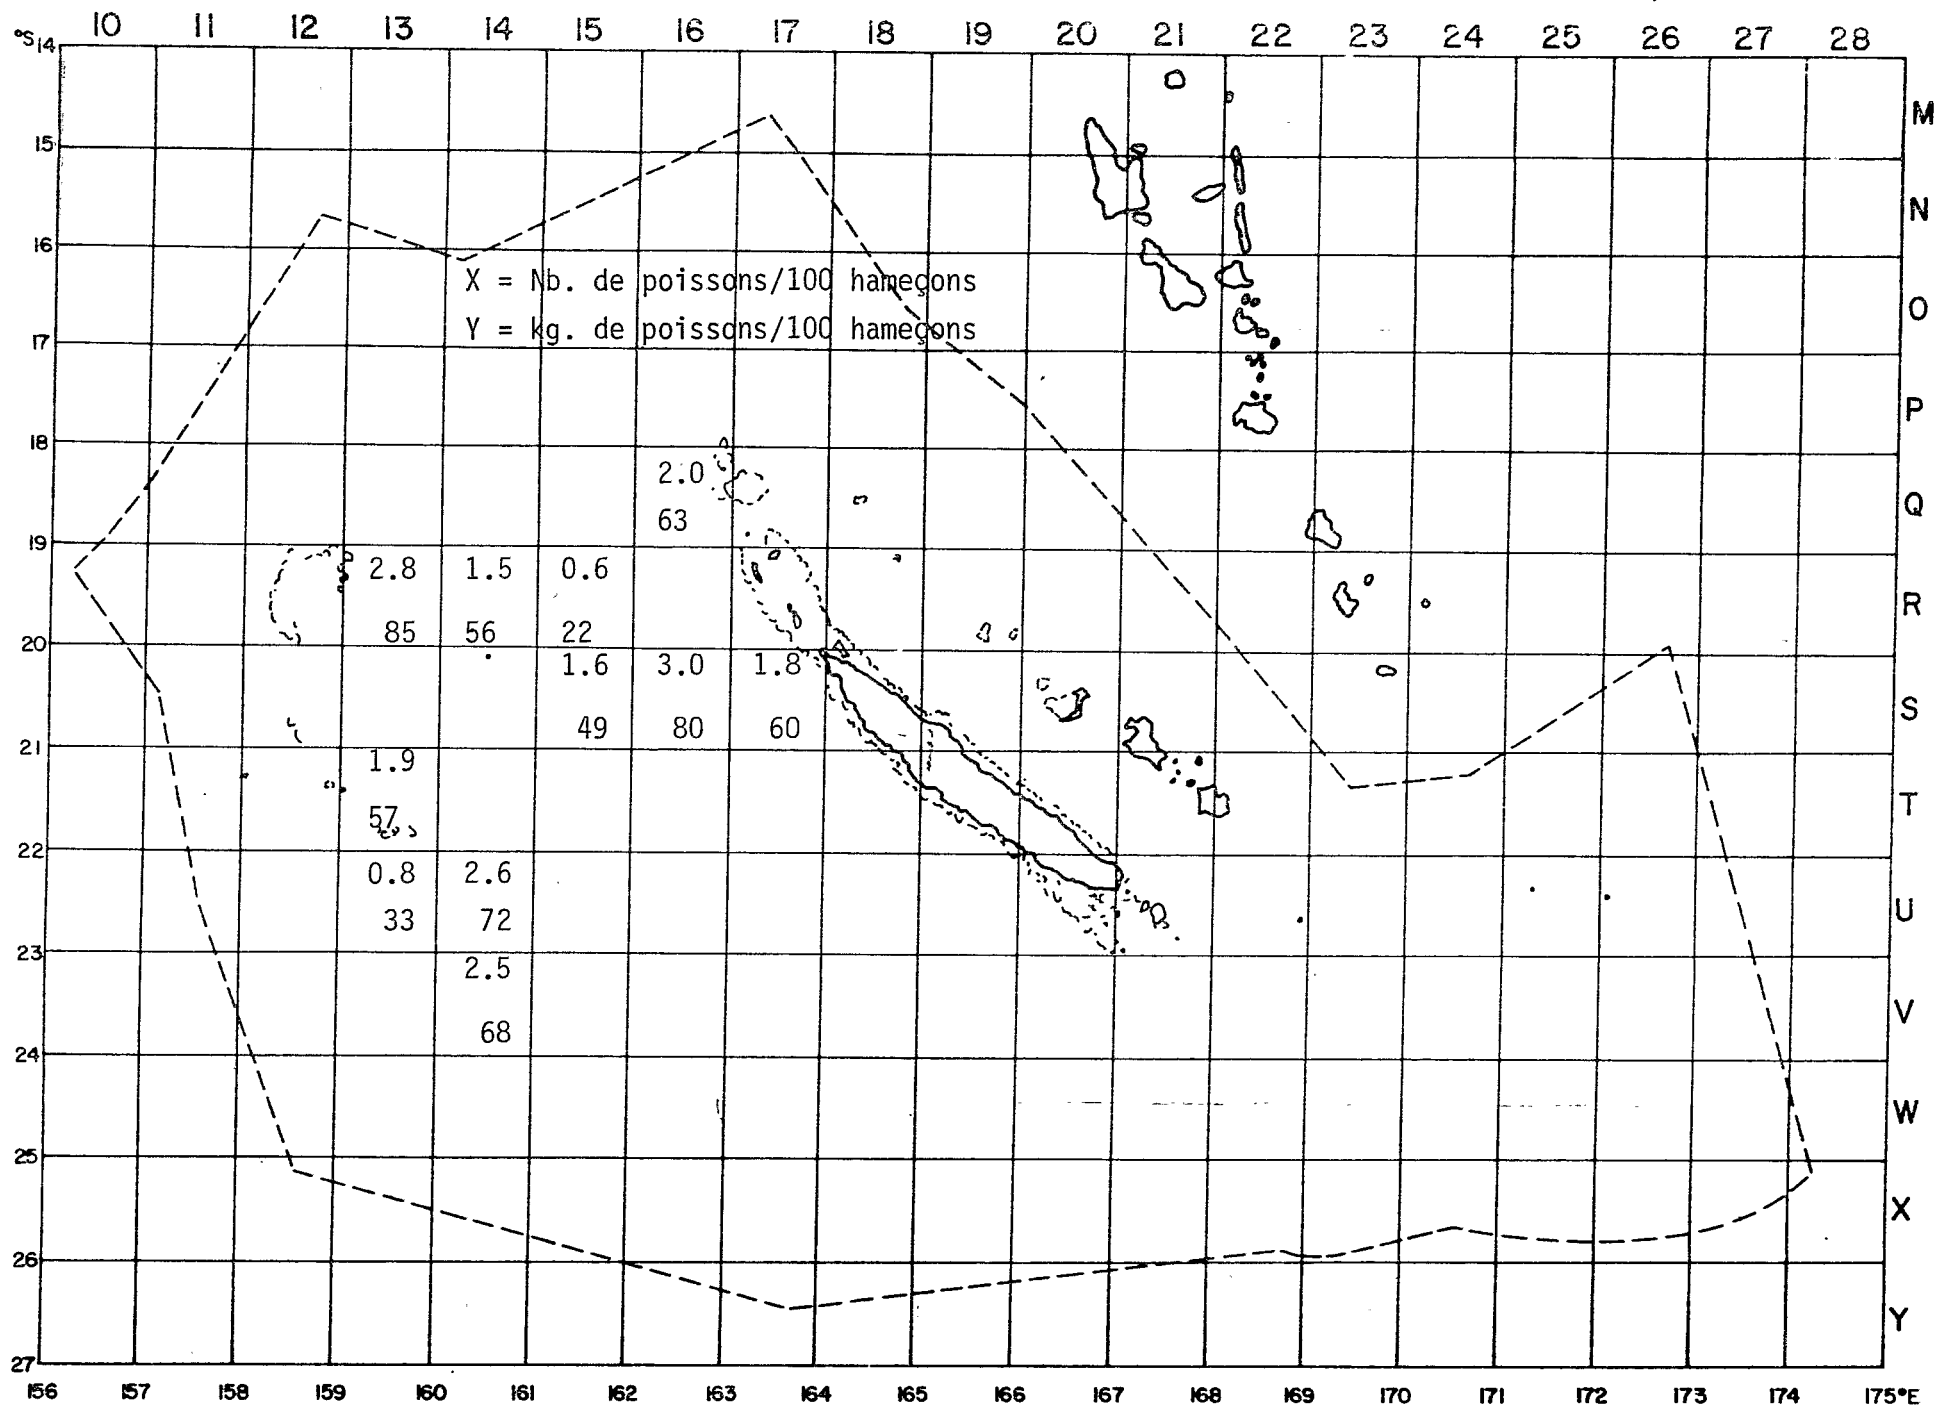 10 11 12 13 14 15 16 17 18 19 20 21 22 23 24 25 26 27 28
°S 14
M
15
N
16
X = Nb. de poissons/100 hameçons
O
Y = kg. de poissons/100 hameçons
17
P
18
2.0
Q
63
19
2.8 1.5 0.6
R
85 56 22
20
1.6 3.0 1.8
S
49 80 60
21
1.9
T
57
22
0.8 2.6
U
33 72
23
2.5
V
68
24
W
25
X
26
Y
27
156 157 158 159 160 161 162 163 164 165 166 167 168 169 170 171 172 173 174 175°E